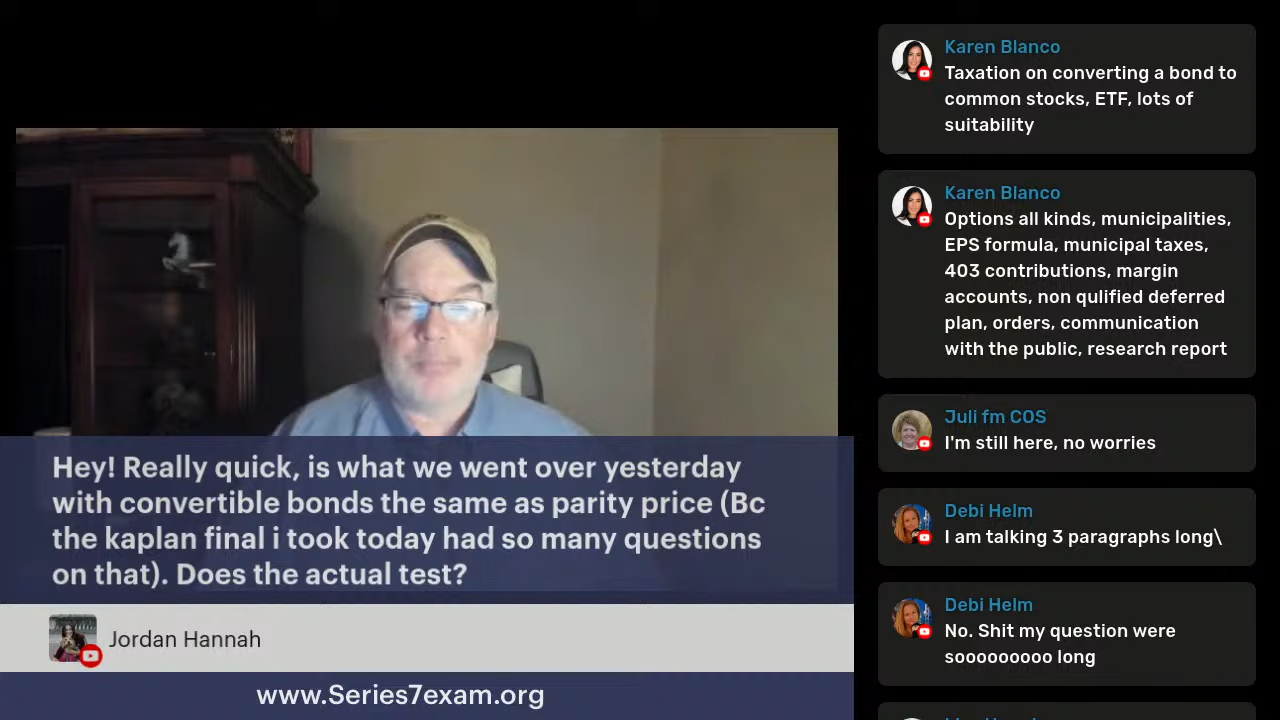 Hey! Really quick, is what we went over yesterday
with convertible bonds the same as parity price (Bc
the kaplan final i took today had so many questions
on that). Does the actual test?
Jordan Hannah
www.Series7exam.org
Karen Blanco
Taxation on converting a bond to
common stocks, ETF, lots of
suitability
Karen Blanco
Options all kinds, municipalities,
EPS formula, municipal taxes,
403 contributions, margin
accounts, non qulified deferred
plan, orders, communication
with the public, research report
Juli fm COS
I'm still here, no worries
Debi Helm
I am talking 3 paragraphs long\
Debi Helm
No. Shit my question were
sooooooooo long